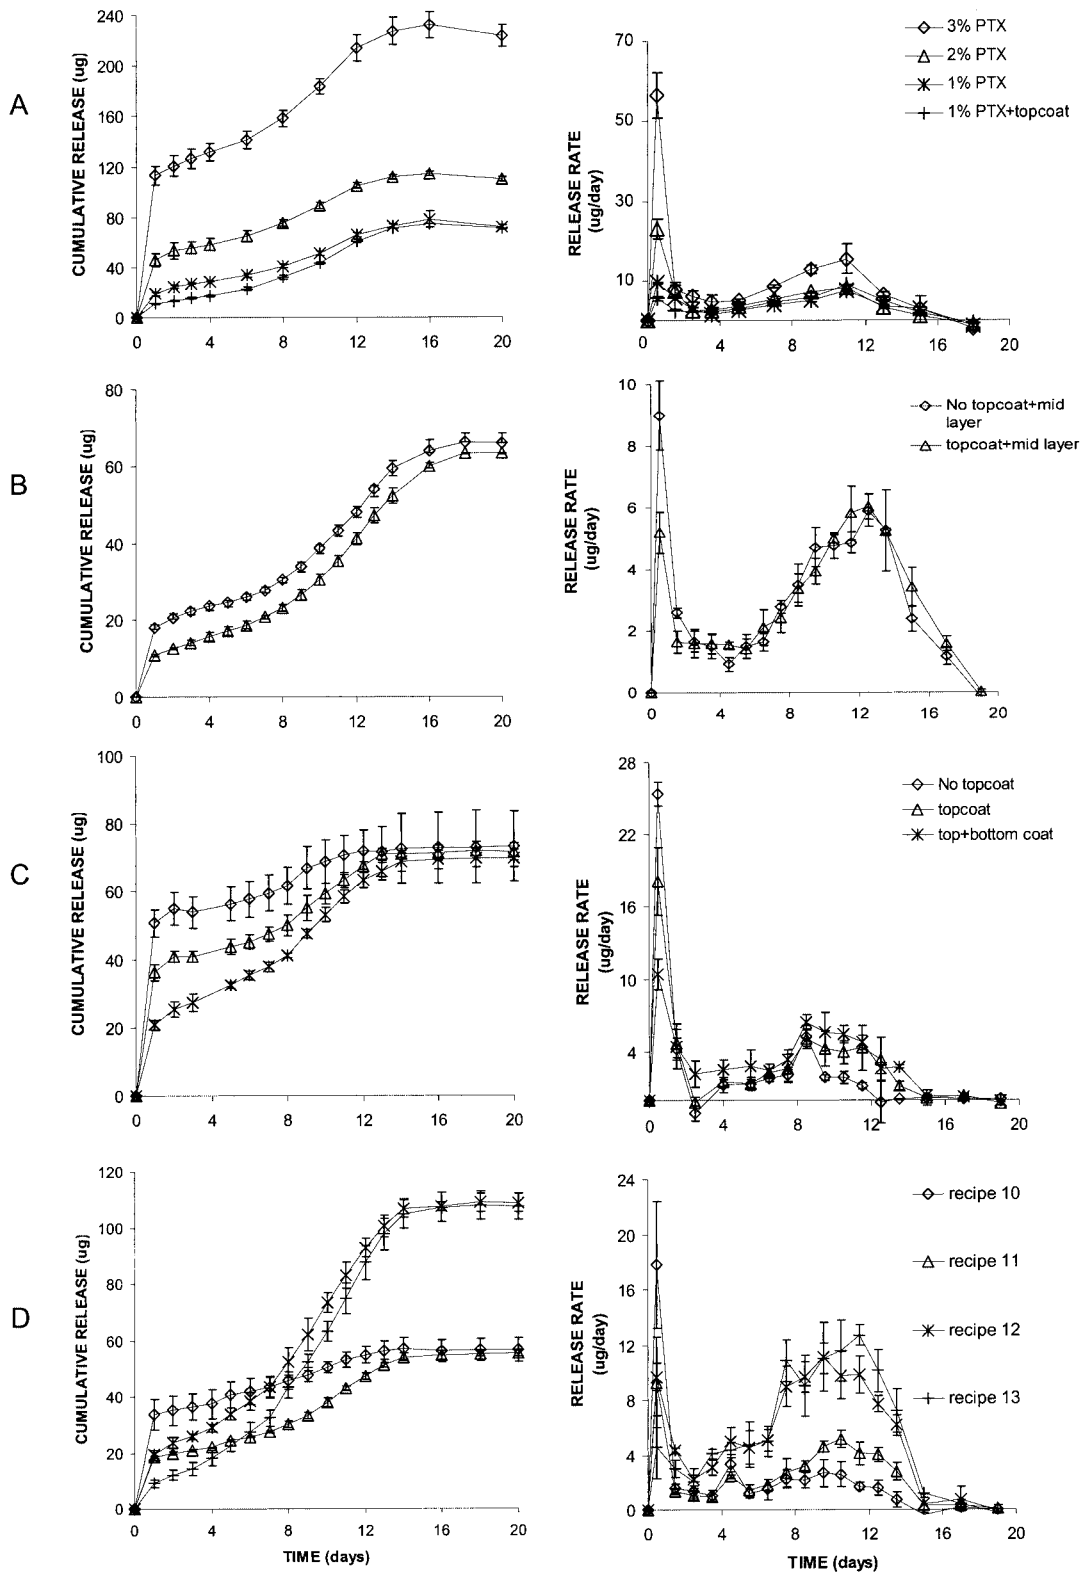 A
CUMULATIVE RELEASE (ug)
240
200
160
120
80
40
0
0 4 8 12 16 20
RELEASE RATE
(ug/day)
70
50
30
10
0 4 8 12 16 20
3% PTX
2% PTX
1% PTX
1% PTX+topcoat
B
CUMULATIVE RELEASE (ug)
80
60
40
20
0
0 4 8 12 16 20
RELEASE RATE
(ug/day)
10
8
6
4
2
0
0 4 8 12 16 20
No topcoat+mid
layer
topcoat+mid layer
C
CUMULATIVE RELEASE (ug)
100
80
60
40
20
0
0 4 8 12 16 20
RELEASE RATE
(ug/day)
28
22
16
10
4
0 4 8 12 16 20
No topcoat
topcoat
top+bottom coat
D
CUMULATIVE RELEASE (ug)
120
100
80
60
40
20
0
0 4 8 12 16 20
TIME (days)
RELEASE RATE
(ug/day)
24
20
16
12
8
4
0
0 4 8 12 16 20
TIME (days)
recipe 10
recipe 11
recipe 12
recipe 13